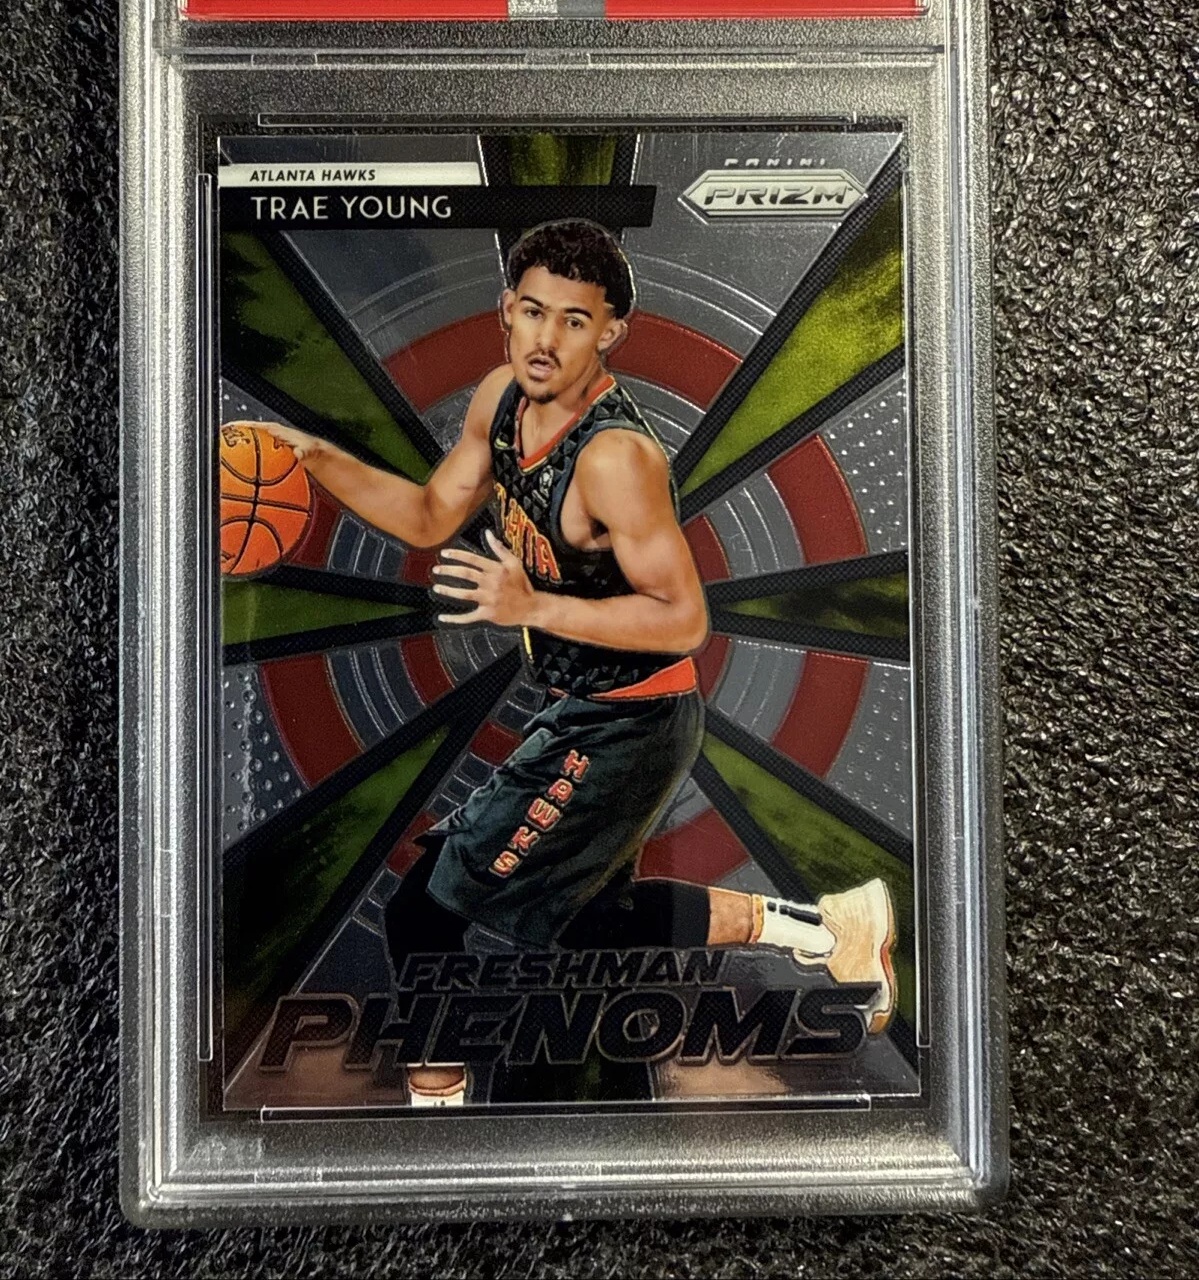 ATLANTA HAWKS
TRAE YOUNG
PANINI
PRIZM
HAWKS
FRESHMAN
PHENOMS